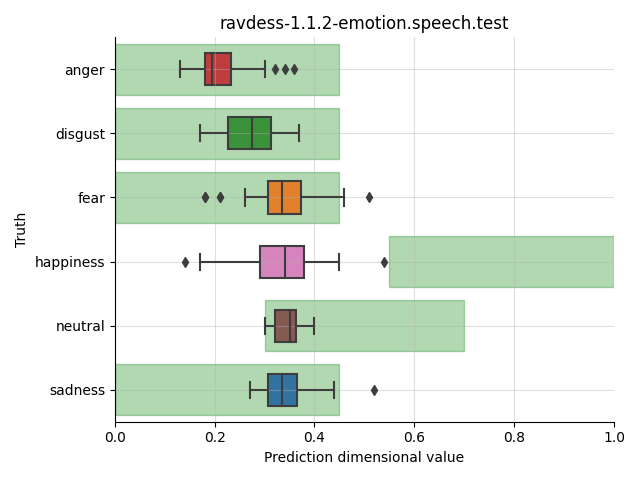 ravdess-1.1.2-emotion.speech.test
Truth
anger
disgust
fear
happiness
neutral
sadness
0.0 0.2 0.4 0.6 0.8 1.0
Prediction dimensional value